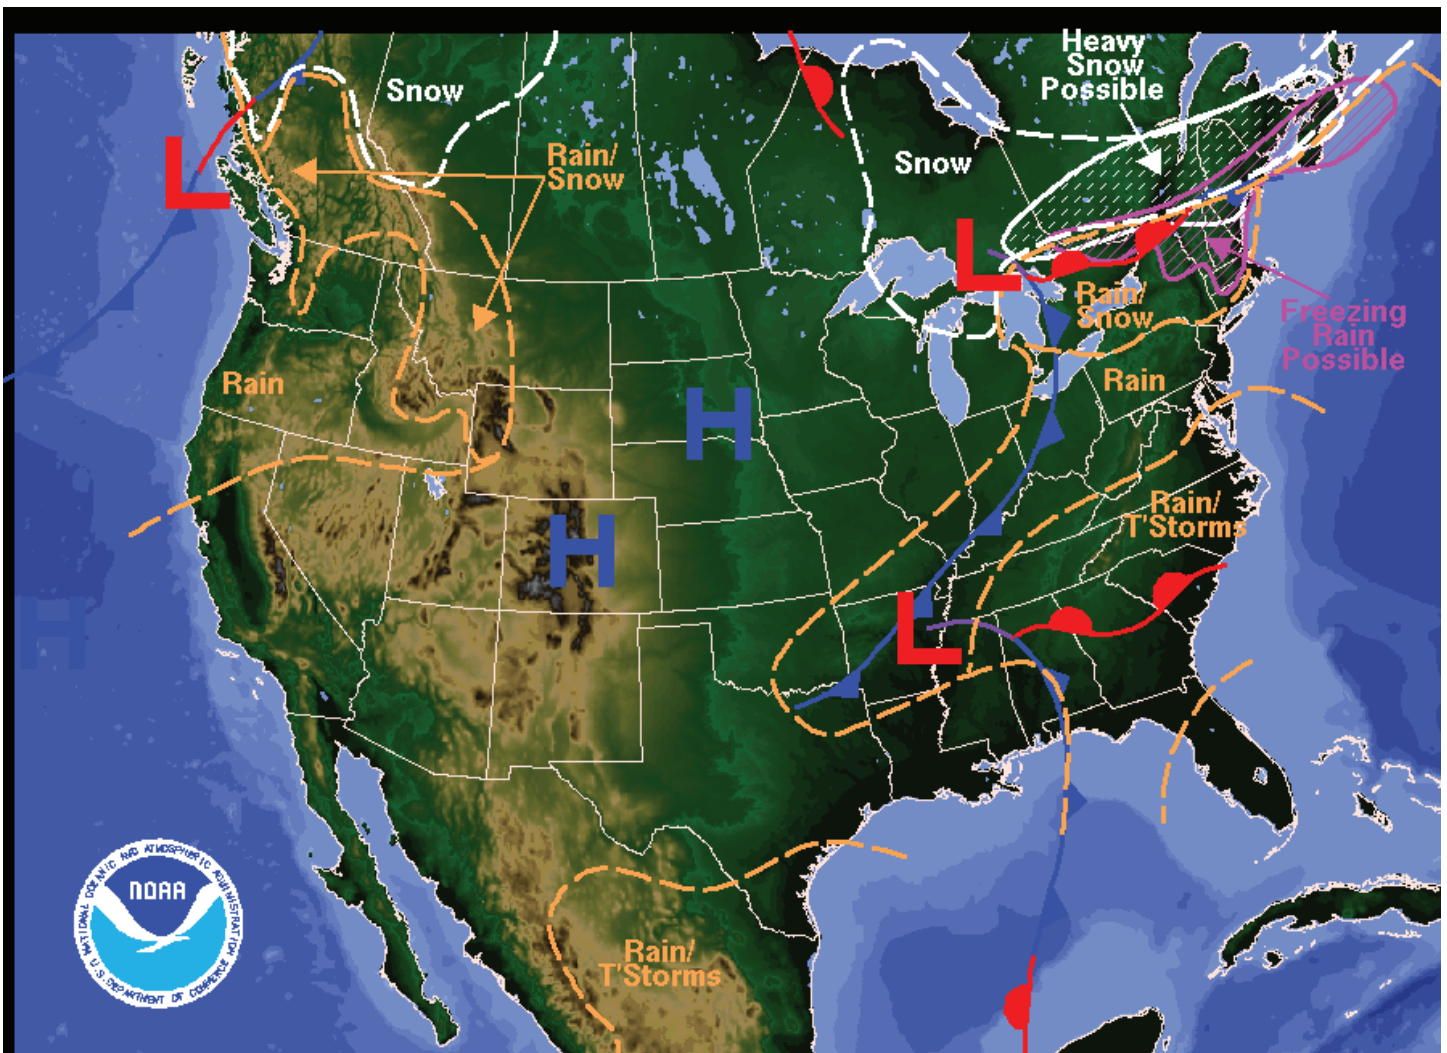 Heavy
Snow
Possible
Snow
Rain/
Snow
Snow
L
L
Rain/
Snow
Freezing
Rain
Possible
Rain
Rain
H
Rain/
T'Storms
H
H
L
NATIONAL OCEANIC AND ATMOSPHERIC ADMINISTRATION
NOAA
U.S. DEPARTMENT OF COMMERCE
Rain/
T'Storms